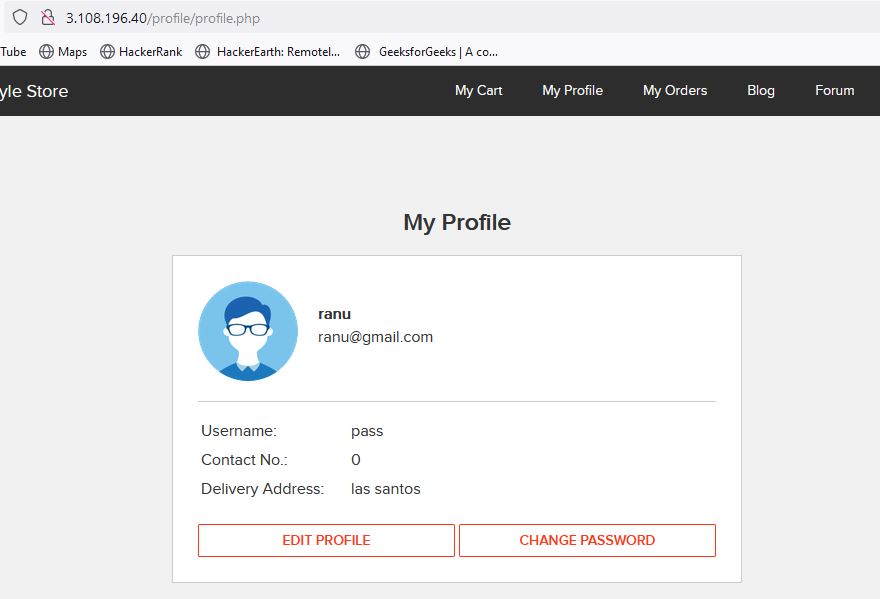 3.108.196.40/profile/profile.php
Tube Maps HackerRank HackerEarth: Remotel... GeeksforGeeks | A co...
yle Store My Cart My Profile My Orders Blog Forum
My Profile
ranu
ranu@gmail.com
Username: pass
Contact No.: 0
Delivery Address: las santos
EDIT PROFILE CHANGE PASSWORD